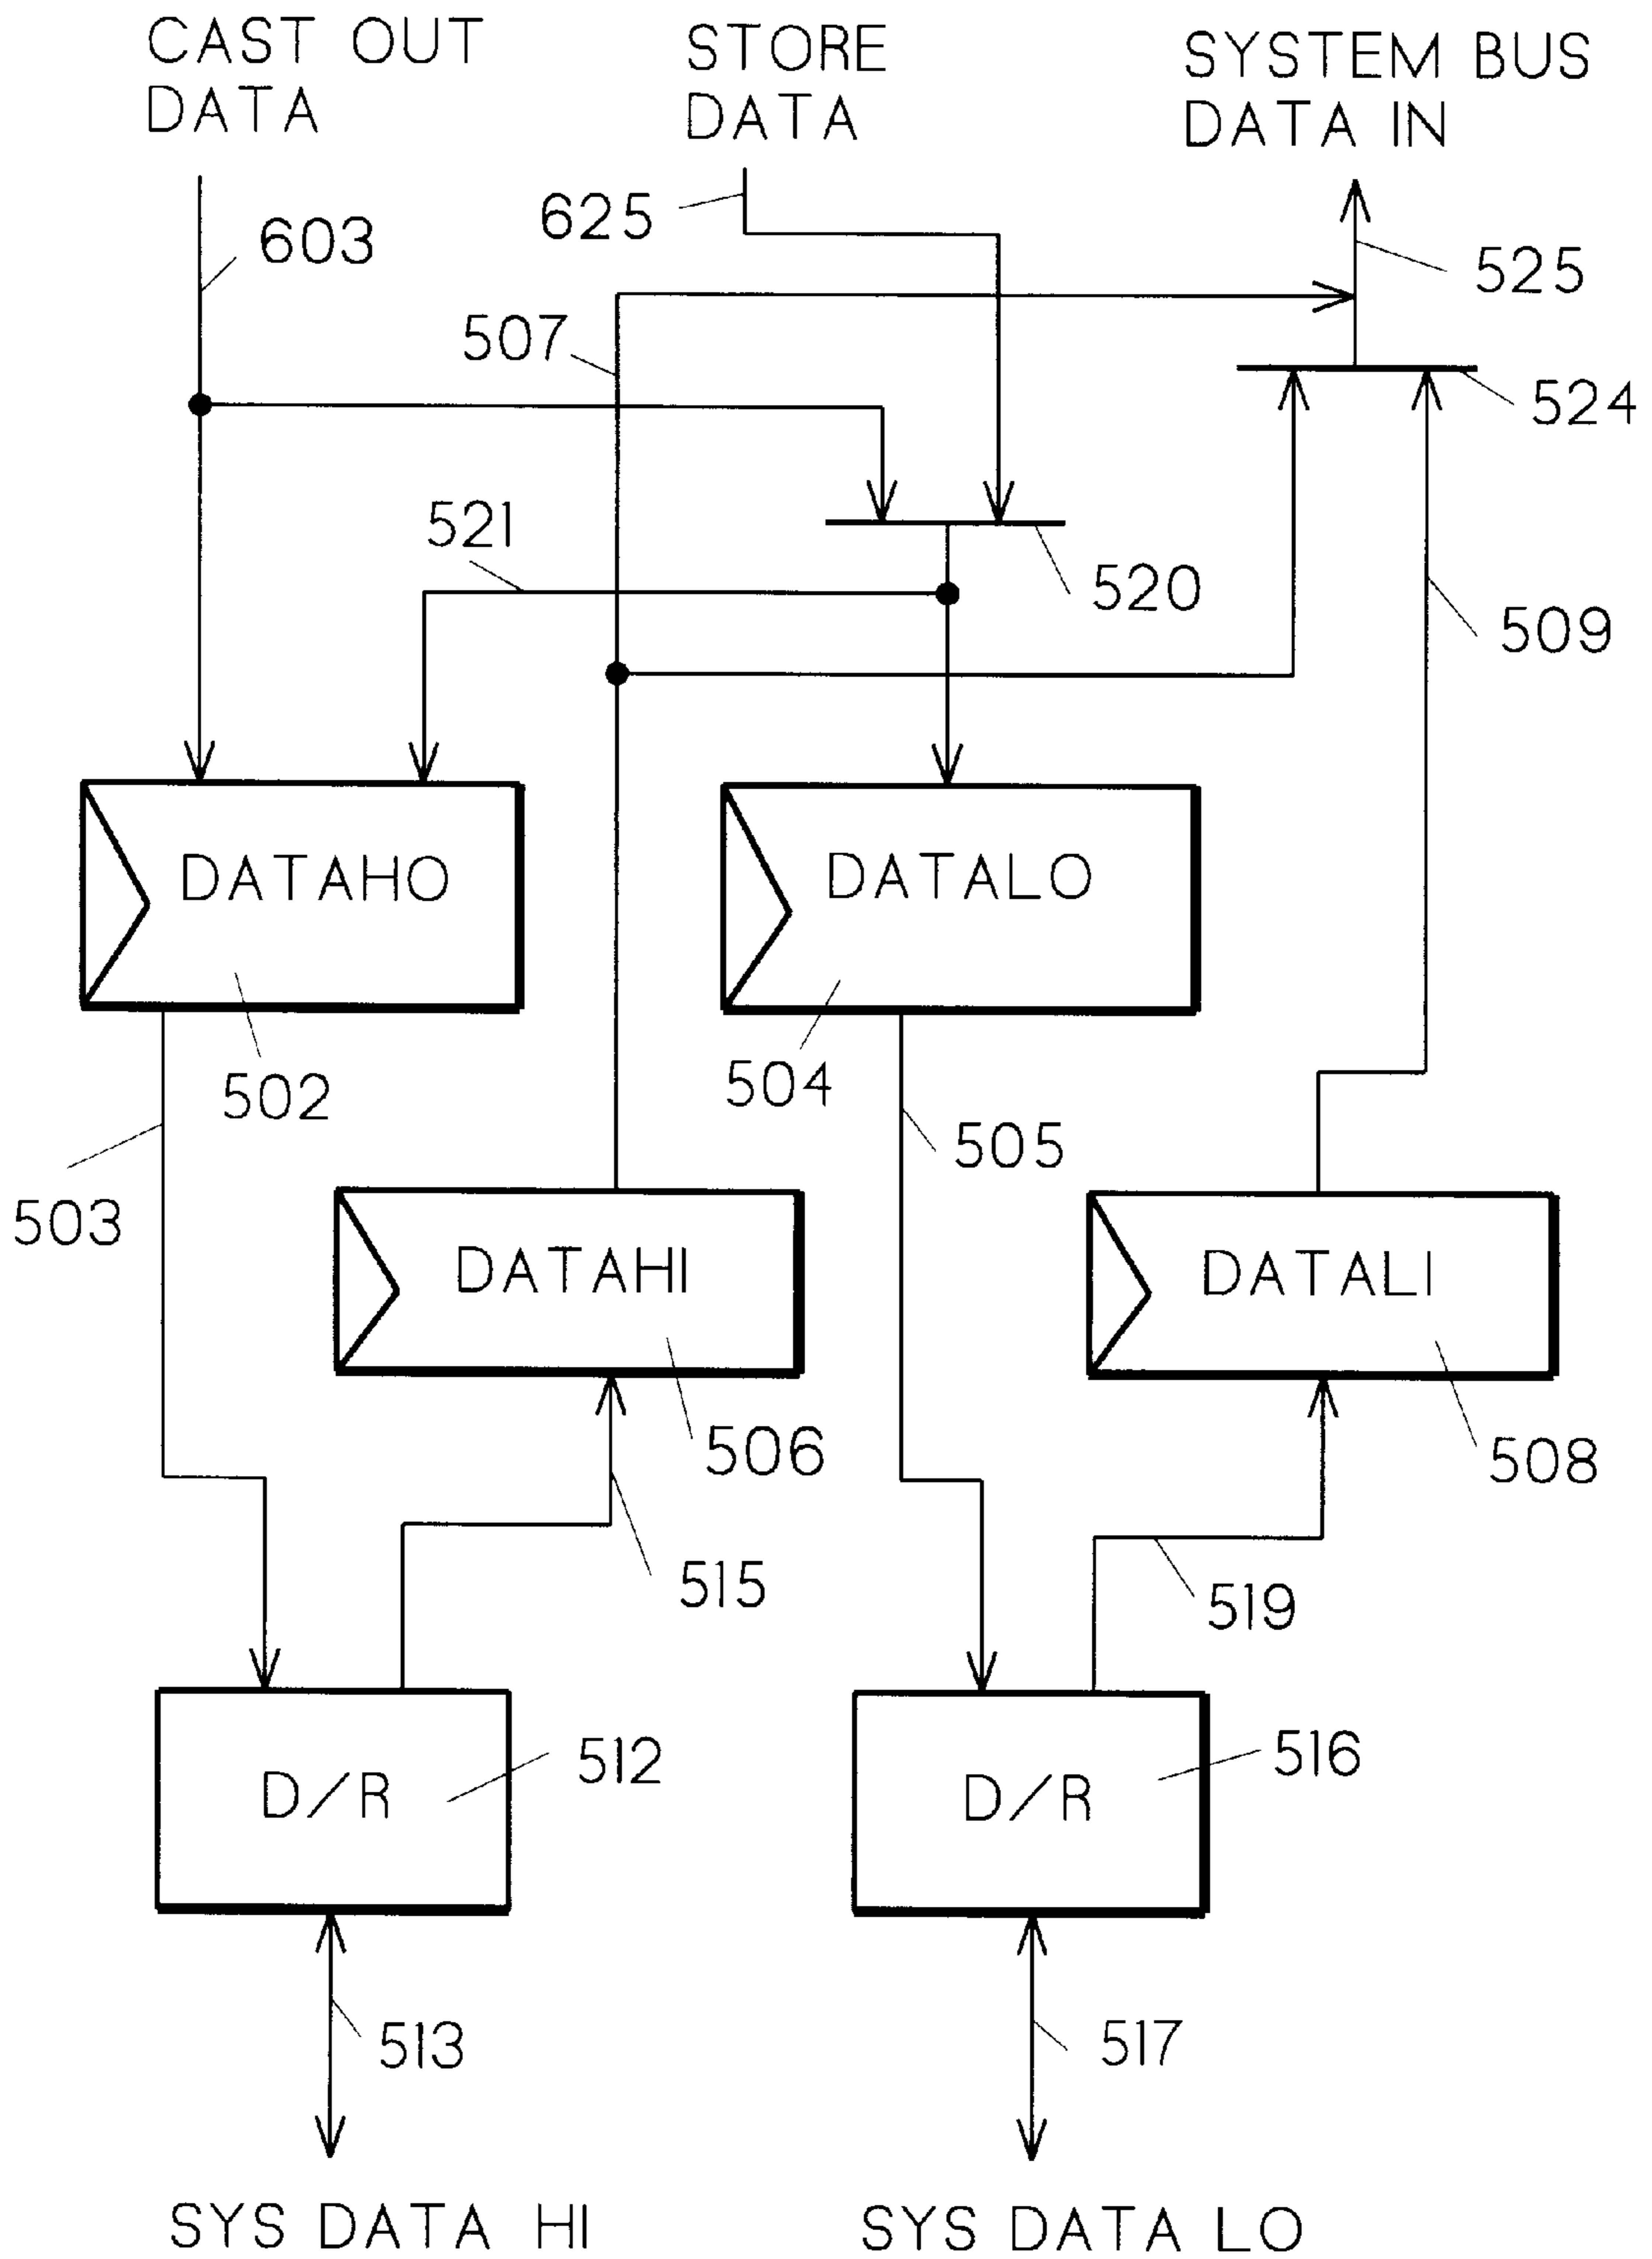 CAST OUT
DATA
STORE
DATA
SYSTEM BUS
DATA IN
603
625
525
507
524
521
520
509
DATAHO
DATALO
502
504
505
503
DATAHI
DATALI
506
508
515
519
D/R
512
D/R
516
513
517
SYS DATA HI
SYS DATA LO